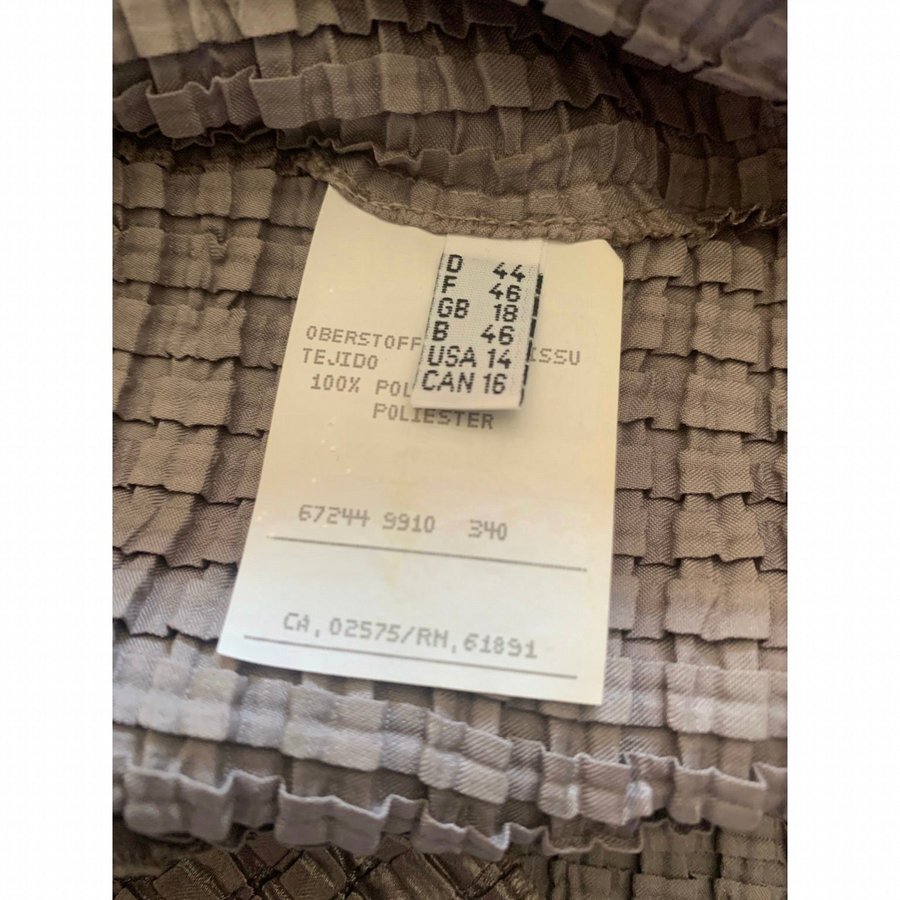 D 44
F 46
GB 18
B 46
USA 14
CAN 16
OBERSTOFF ISSU
TEJIDO
100% POL
POLIESTER
67244 9910 340
CA, 02575/RN, 61891